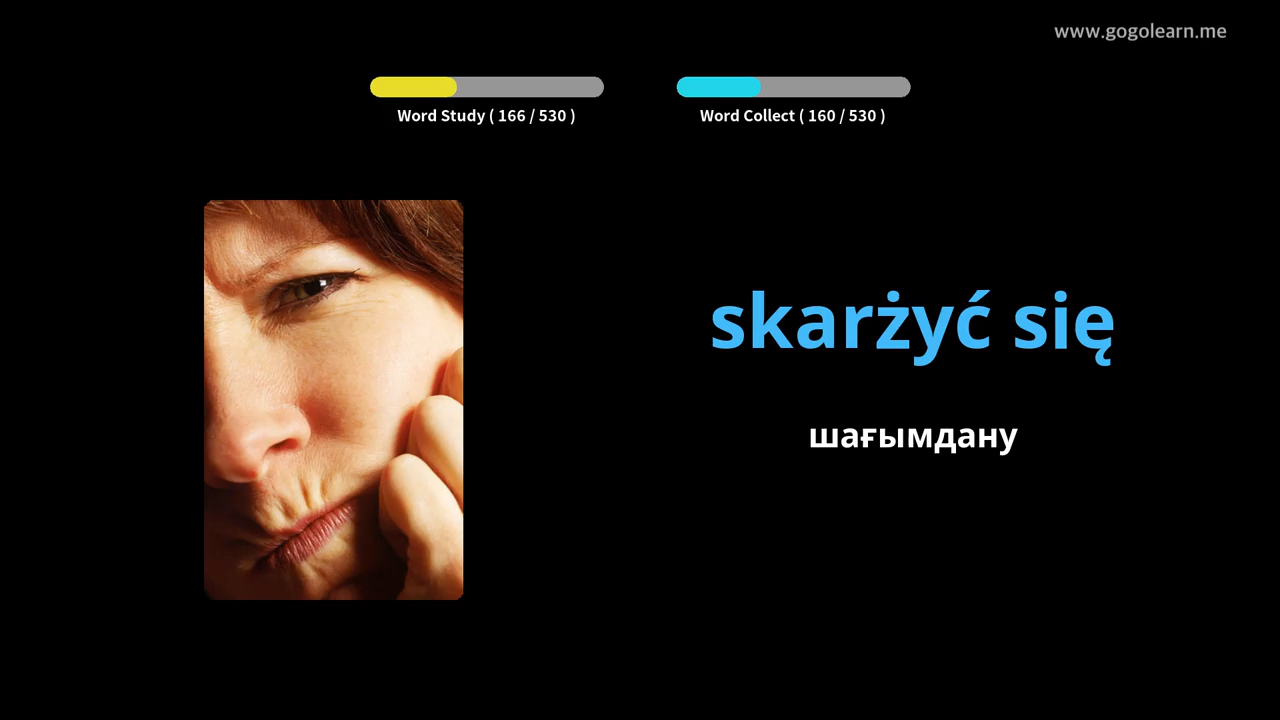 www.gogolearn.me
Word Study ( 166 / 530 )
Word Collect ( 160 / 530 )
skarżyć się
шағымдану